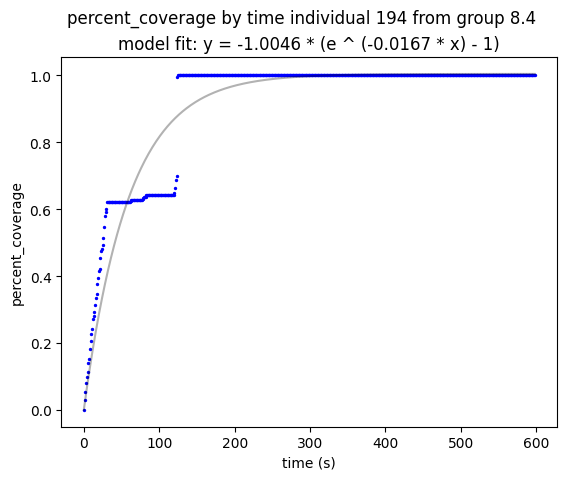 percent_coverage by time individual 194 from group 8.4
model fit: y = -1.0046 * (e ^ (-0.0167 * x) - 1)
1.0
0.8
0.6
0.4
0.2
0.0
percent_coverage
0 100 200 300 400 500 600
time (s)